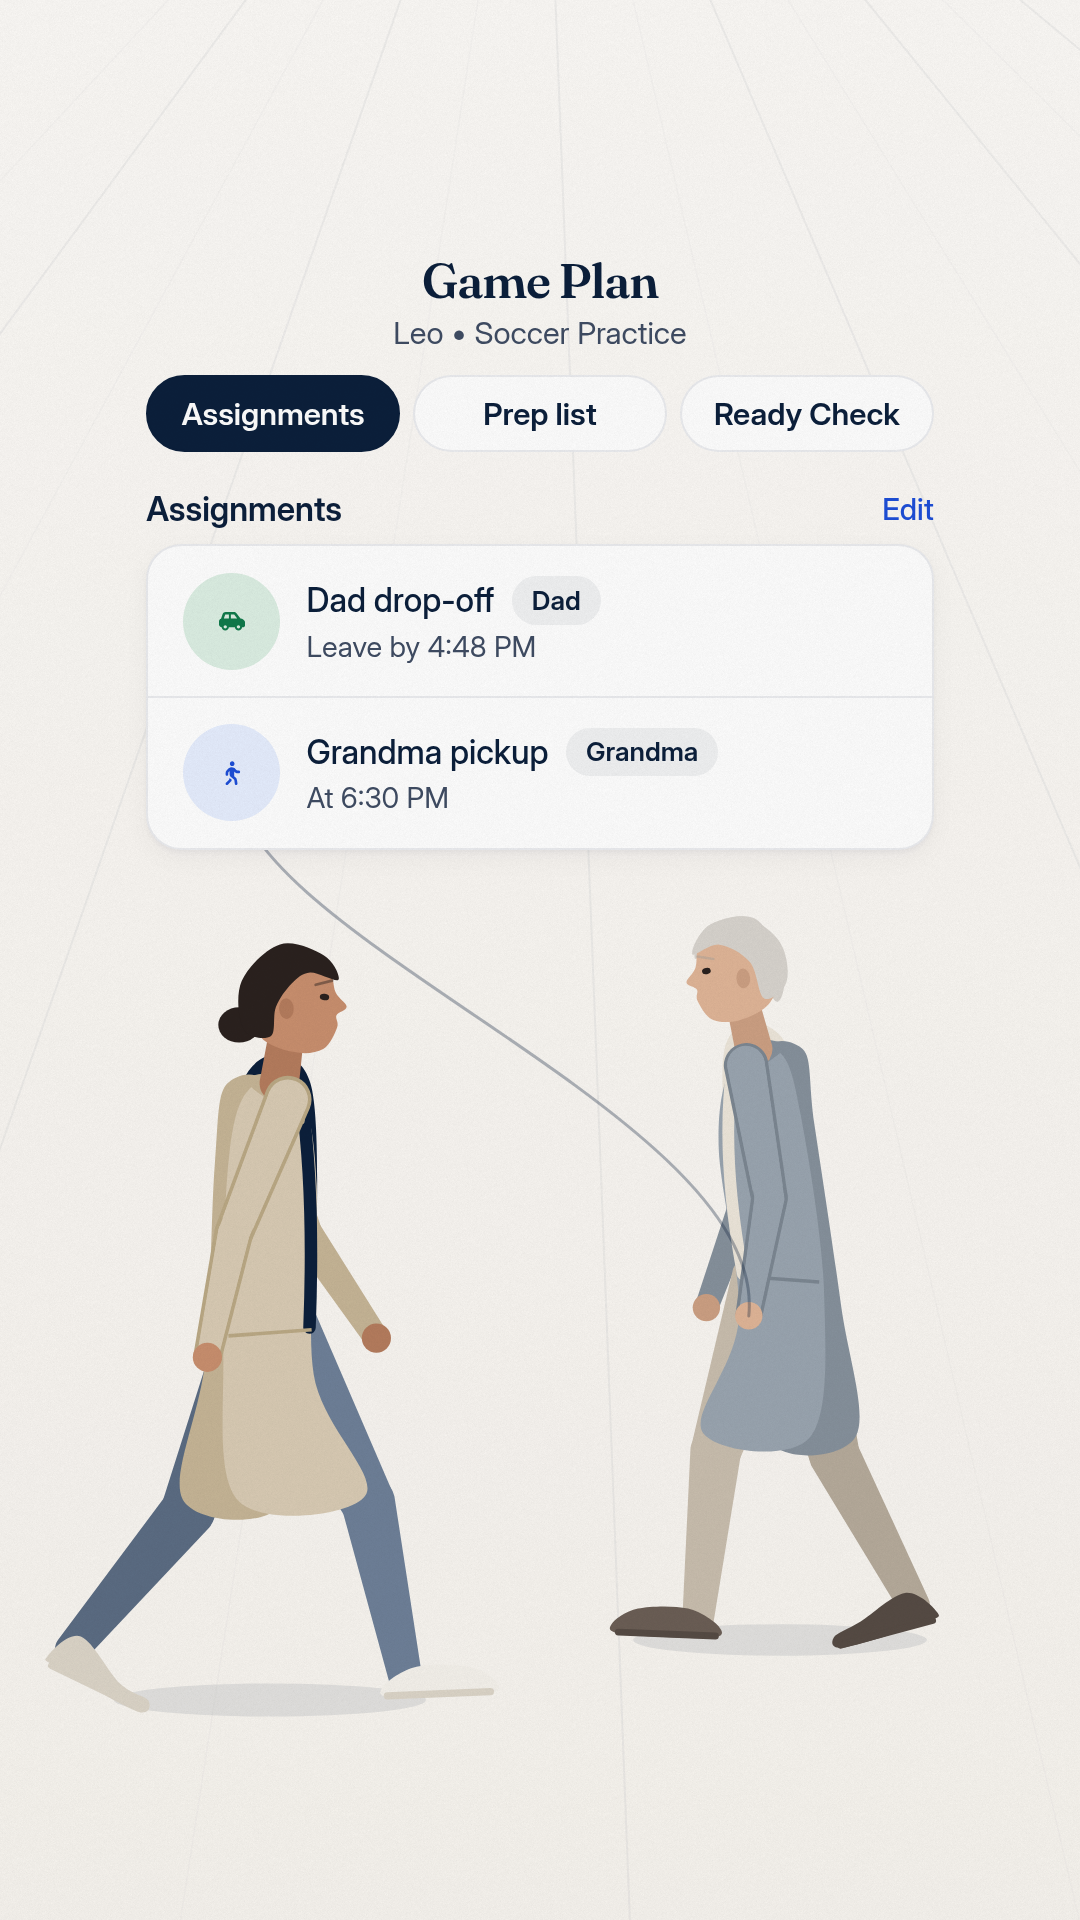 Game Plan
Leo • Soccer Practice
Assignments
Prep list
Ready Check
Assignments
Edit
Dad drop-off
Dad
Leave by 4:48 PM
Grandma pickup
Grandma
At 6:30 PM